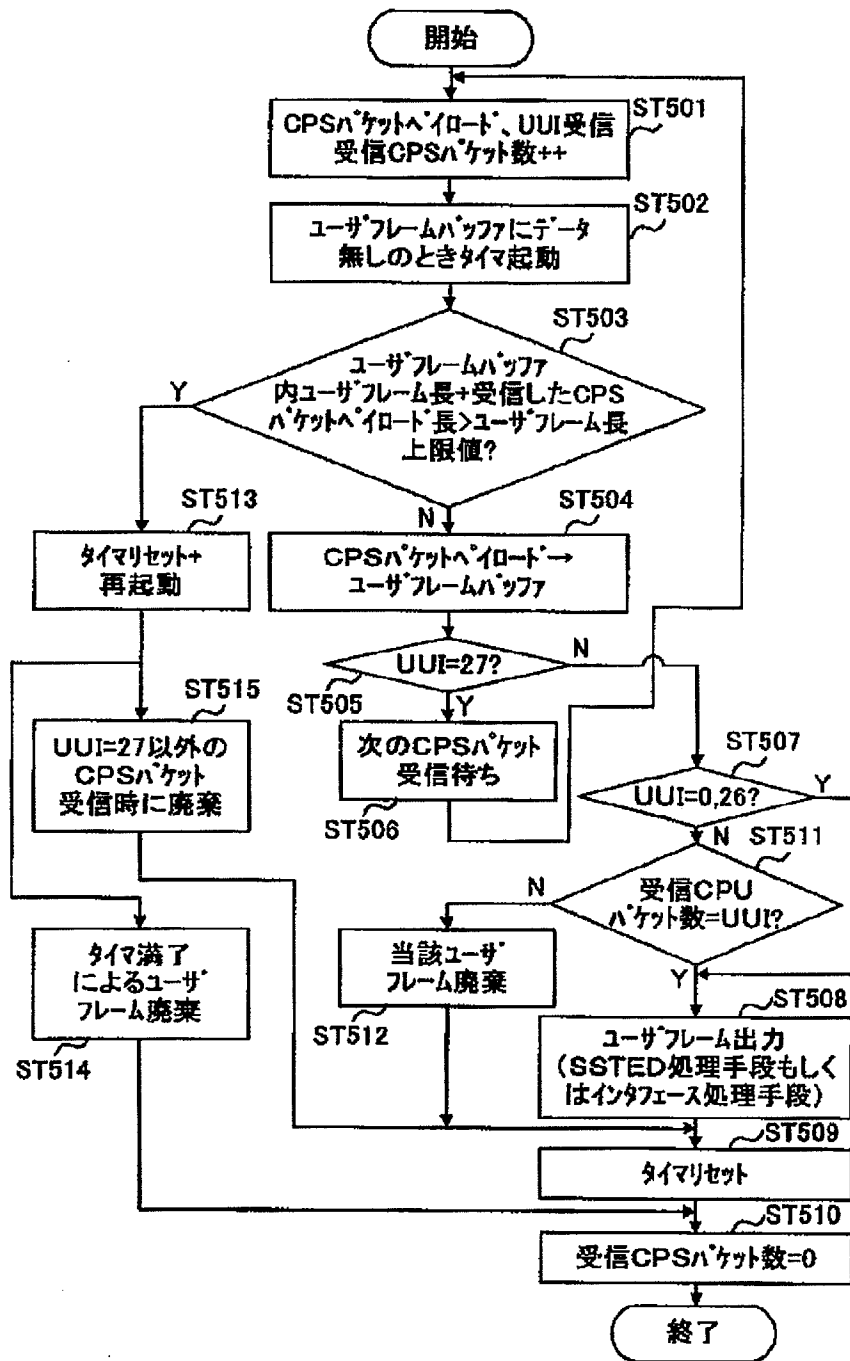 開始
ST501
CPSパケットペイロード、UUI受信
受信CPSパケット数++
ST502
ユーザフレームバッファにデータ
無しのときタイマ起動
ST503
ユーザフレームバッファ
内ユーザフレーム長+受信したCPS
パケットペイロード長>ユーザフレーム長
上限値?
Y
N
ST513
タイマリセット+
再起動
ST504
CPSパケットペイロード→
ユーザフレームバッファ
UUI=27?
N
ST505
Y
ST515
UUI=27以外の
CPSパケット
受信時に廃棄
次のCPSパケット
受信待ち
ST506
ST507
UUI=0,26?
Y
N
ST511
受信CPU
パケット数=UUI?
N
Y
タイマ満了
によるユーザ
フレーム廃棄
ST514
当該ユーザ
フレーム廃棄
ST512
ST508
ユーザフレーム出力
(SSTED処理手段もしく
はインタフェース処理手段)
ST509
タイマリセット
ST510
受信CPSパケット数=0
終了